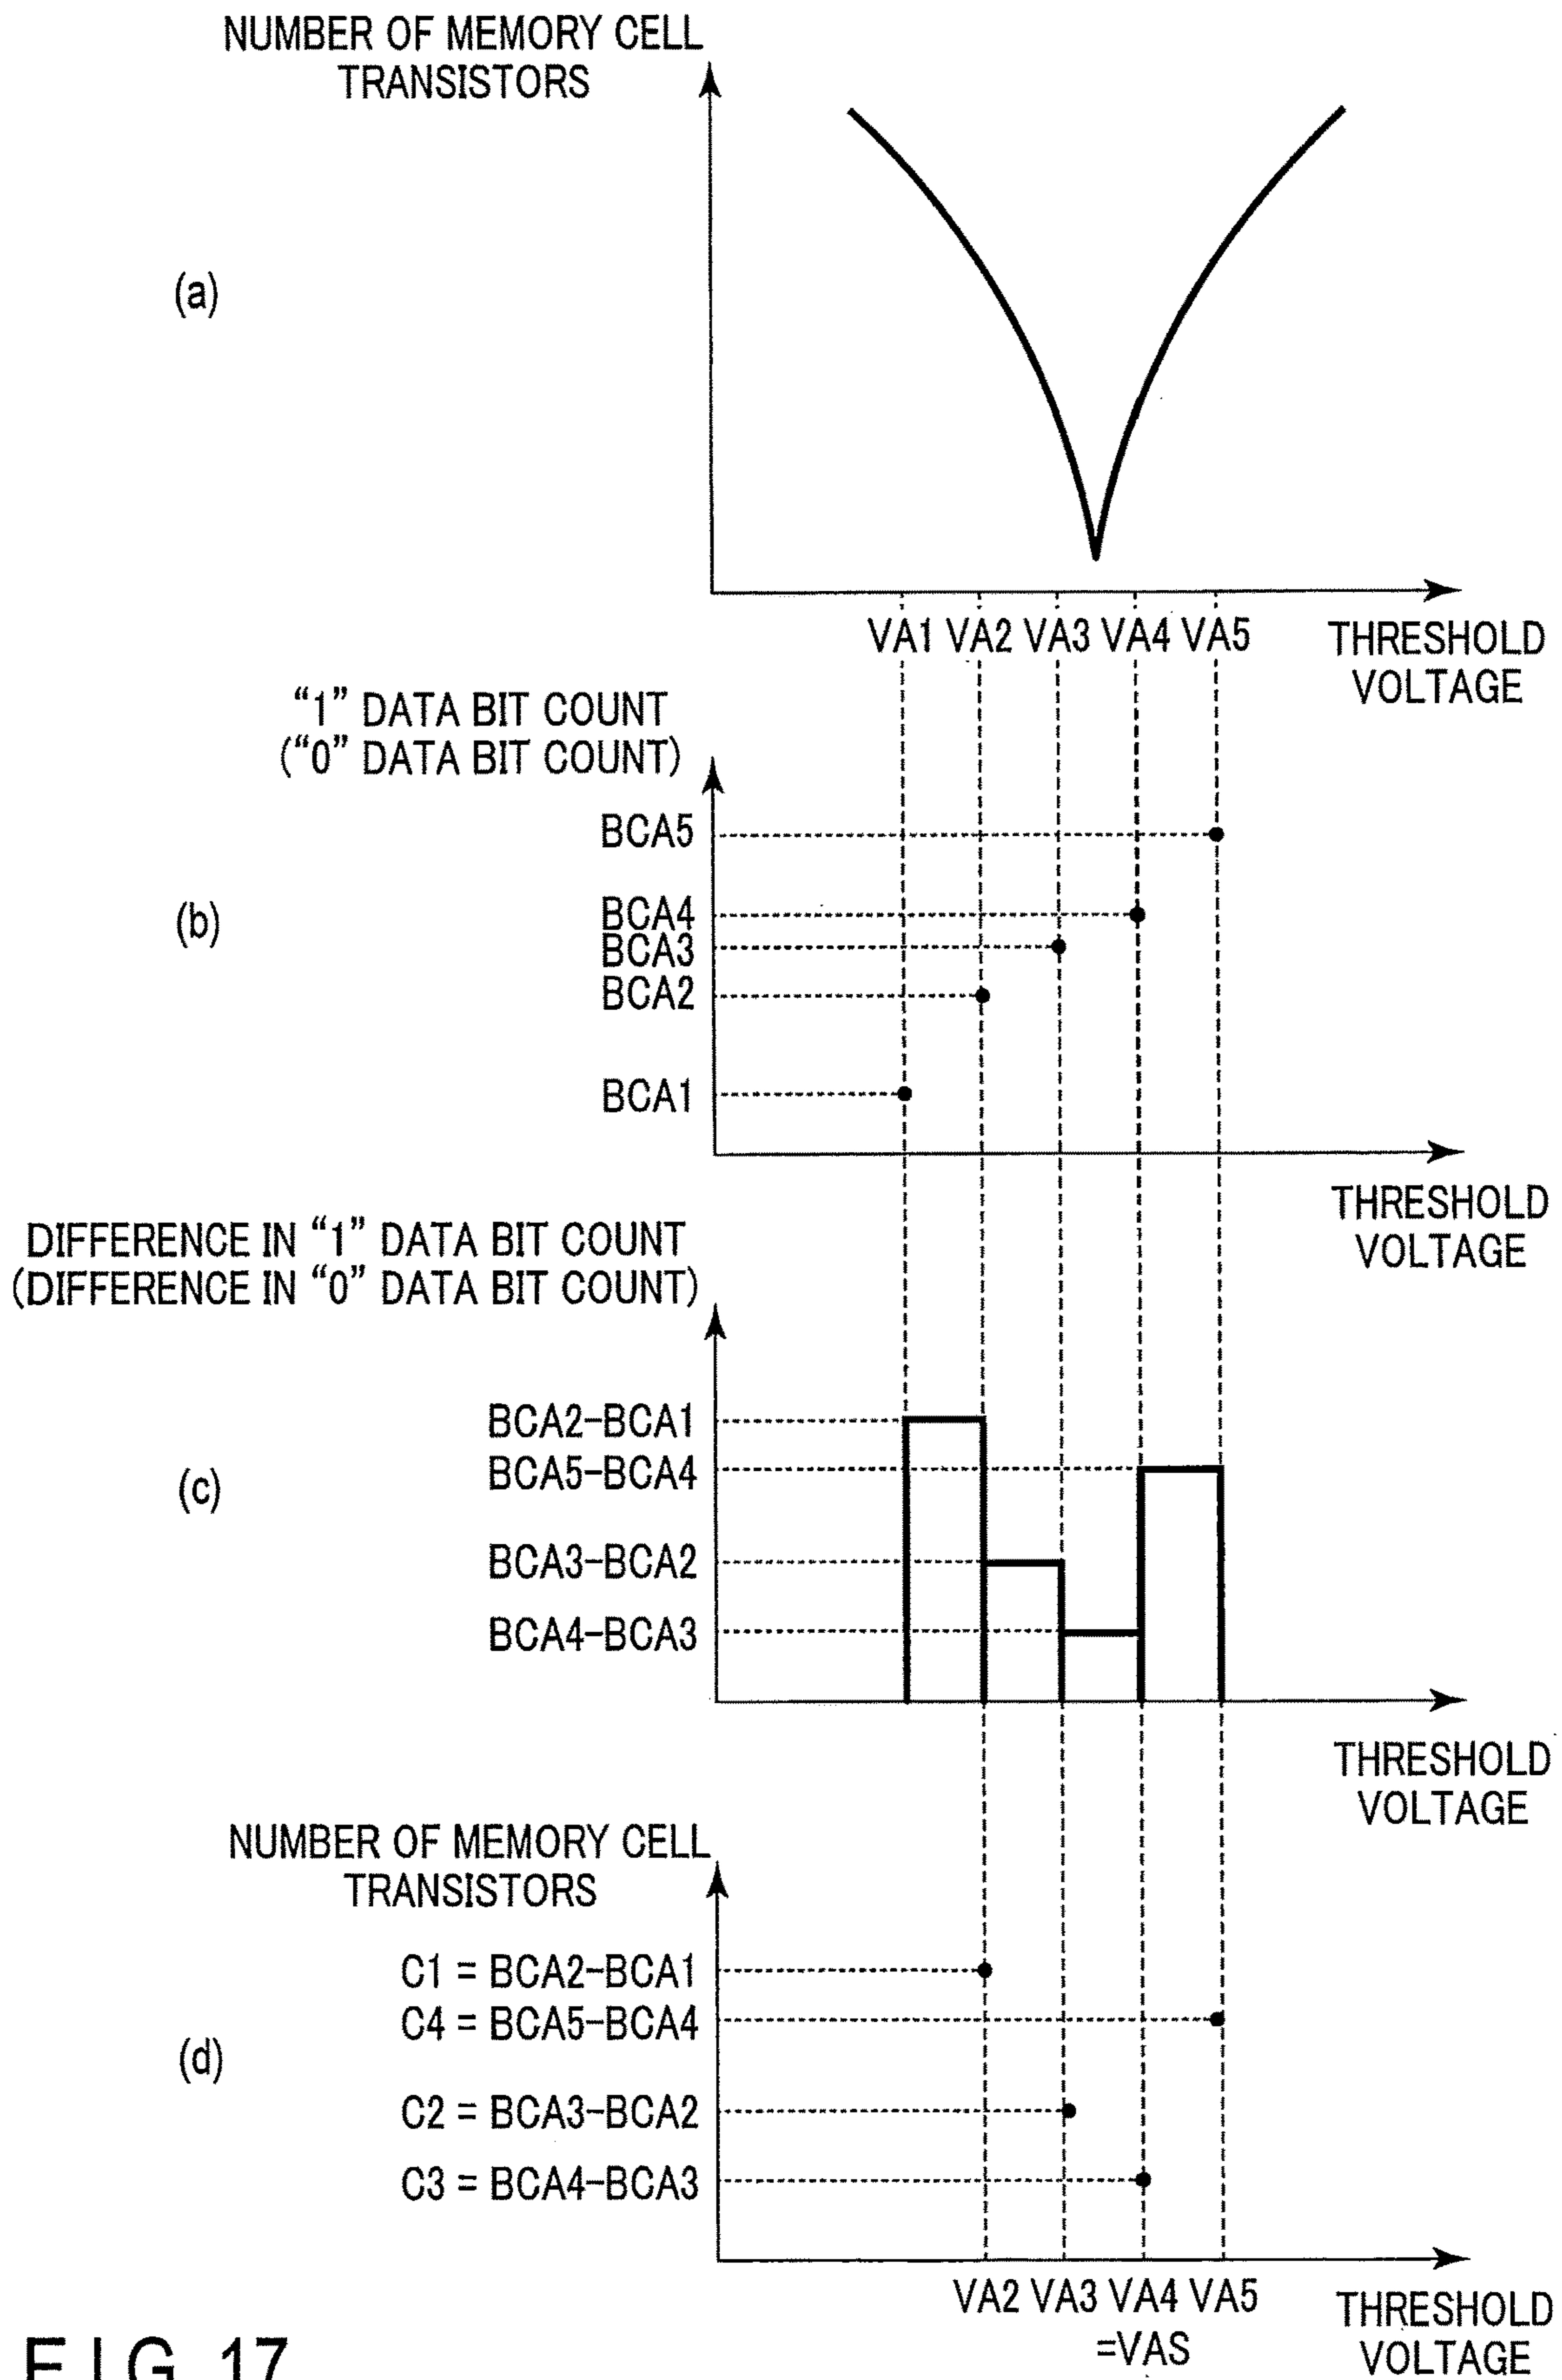 NUMBER OF MEMORY CELL
TRANSISTORS
(a)
VA1 VA2 VA3 VA4 VA5
THRESHOLD
VOLTAGE
“1” DATA BIT COUNT
(“0” DATA BIT COUNT)
BCA5
BCA4
BCA3
BCA2
BCA1
(b)
THRESHOLD
VOLTAGE
DIFFERENCE IN “1” DATA BIT COUNT
(DIFFERENCE IN “0” DATA BIT COUNT)
BCA2-BCA1
BCA5-BCA4
BCA3-BCA2
BCA4-BCA3
(c)
THRESHOLD
VOLTAGE
NUMBER OF MEMORY CELL
TRANSISTORS
C1 = BCA2-BCA1
C4 = BCA5-BCA4
C2 = BCA3-BCA2
C3 = BCA4-BCA3
(d)
VA2 VA3 VA4 VA5
=VAS
THRESHOLD
VOLTAGE
FIG. 17